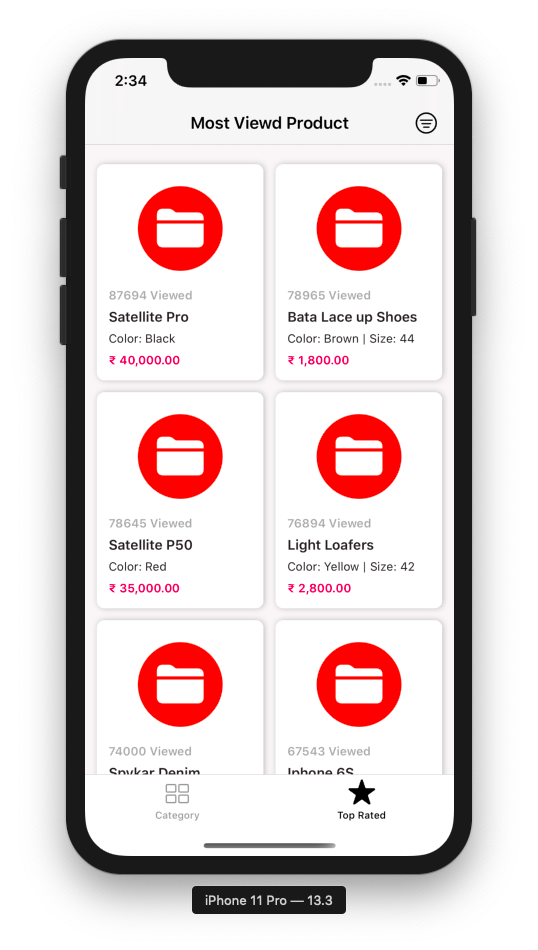 2:34
Most Viewd Product
87694 Viewed
Satellite Pro
Color: Black
₹ 40,000.00
78965 Viewed
Bata Lace up Shoes
Color: Brown | Size: 44
₹ 1,800.00
78645 Viewed
Satellite P50
Color: Red
₹ 35,000.00
76894 Viewed
Light Loafers
Color: Yellow | Size: 42
₹ 2,800.00
74000 Viewed
Spykar Denim
67543 Viewed
Iphone 6S
Category
Top Rated
iPhone 11 Pro — 13.3